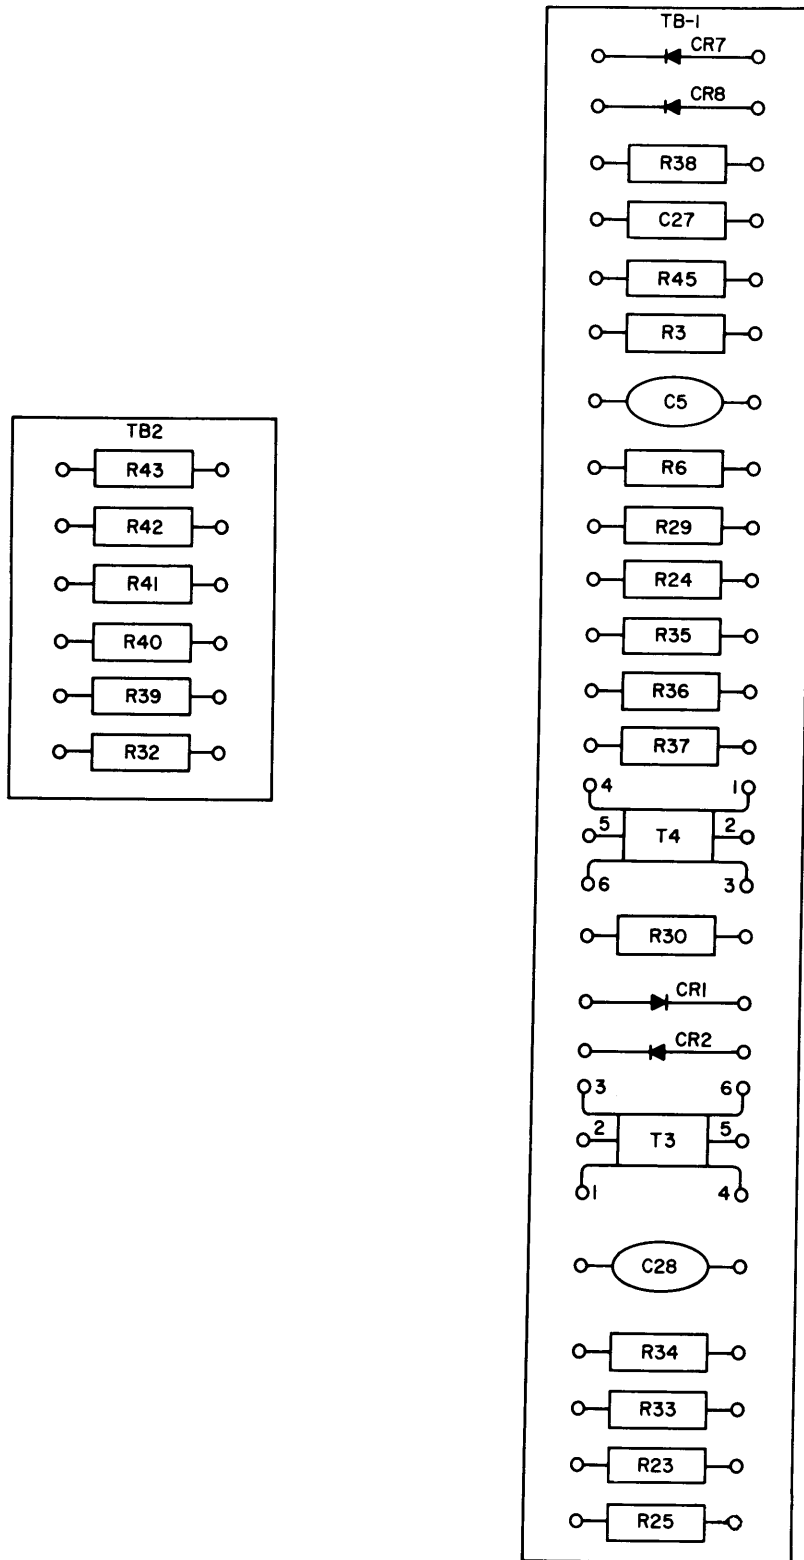 TB-1
CR7
CR8
R38
C27
R45
R3
C5
R6
R29
R24
R35
R36
R37
4 1
5 T4 2
6 3
R30
CR1
CR2
3 6
2 T3 5
1 4
C28
R34
R33
R23
R25
TB2
R43
R42
R41
R40
R39
R32